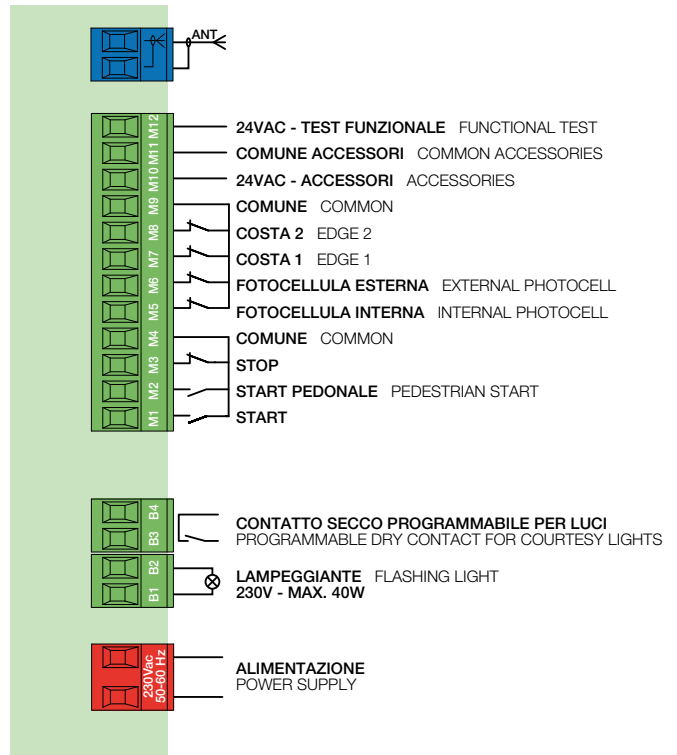 ANT
M12 24VAC - TEST FUNZIONALE FUNCTIONAL TEST
M11 COMUNE ACCESSORI COMMON ACCESSORIES
M10 24VAC - ACCESSORI ACCESSORIES
M9 COMUNE COMMON
M8 COSTA 2 EDGE 2
M7 COSTA 1 EDGE 1
M6 FOTOCELLULA ESTERNA EXTERNAL PHOTOCELL
M5 FOTOCELLULA INTERNA INTERNAL PHOTOCELL
M4 COMUNE COMMON
M3 STOP
M2 START PEDONALE PEDESTRIAN START
M1 START
B4
B3
CONTATTO SECCO PROGRAMMABILE PER LUCI
PROGRAMMABLE DRY CONTACT FOR COURTESY LIGHTS
B2
B1
LAMPEGGIANTE FLASHING LIGHT
230V - MAX. 40W
230Vac
50-60 Hz
ALIMENTAZIONE
POWER SUPPLY